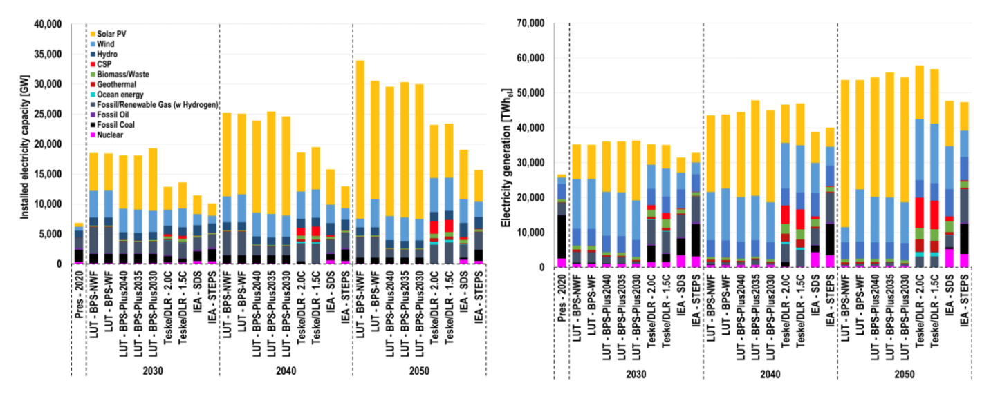 40,000
35,000
30,000
25,000
20,000
15,000
10,000
5,000
0
Installed electricity capacity [GW]
Solar PV
Wind
Hydro
CSP
Biomass/Waste
Geothermal
Ocean energy
Fossil/Renewable Gas (w Hydrogen)
Fossil Oil
Fossil Coal
Nuclear
Pres - 2020
LUT - BPS-NWF
LUT - BPS-WF
LUT - BPS-Plus2040
LUT - BPS-Plus2035
LUT - BPS-Plus2030
Teske/DLR - 2.0C
Teske/DLR - 1.5C
IEA - SDS
IEA - STEPS
LUT - BPS-NWF
LUT - BPS-WF
LUT - BPS-Plus2040
LUT - BPS-Plus2035
LUT - BPS-Plus2030
Teske/DLR - 2.0C
Teske/DLR - 1.5C
IEA - SDS
IEA - STEPS
LUT - BPS-NWF
LUT - BPS-WF
LUT - BPS-Plus2040
LUT - BPS-Plus2035
LUT - BPS-Plus2030
Teske/DLR - 2.0C
Teske/DLR - 1.5C
IEA - SDS
IEA - STEPS
2030
2040
2050
70,000
60,000
50,000
40,000
30,000
20,000
10,000
0
Electricity generation [TWhel]
Pres - 2020
LUT - BPS-NWF
LUT - BPS-WF
LUT - BPS-Plus2040
LUT - BPS-Plus2035
LUT - BPS-Plus2030
Teske/DLR - 2.0C
Teske/DLR - 1.5C
IEA - SDS
IEA - STEPS
LUT - BPS-NWF
LUT - BPS-WF
LUT - BPS-Plus2040
LUT - BPS-Plus2035
LUT - BPS-Plus2030
Teske/DLR - 2.0C
Teske/DLR - 1.5C
IEA - SDS
IEA - STEPS
LUT - BPS-NWF
LUT - BPS-WF
LUT - BPS-Plus2040
LUT - BPS-Plus2035
LUT - BPS-Plus2030
Teske/DLR - 2.0C
Teske/DLR - 1.5C
IEA - SDS
IEA - STEPS
2030
2040
2050